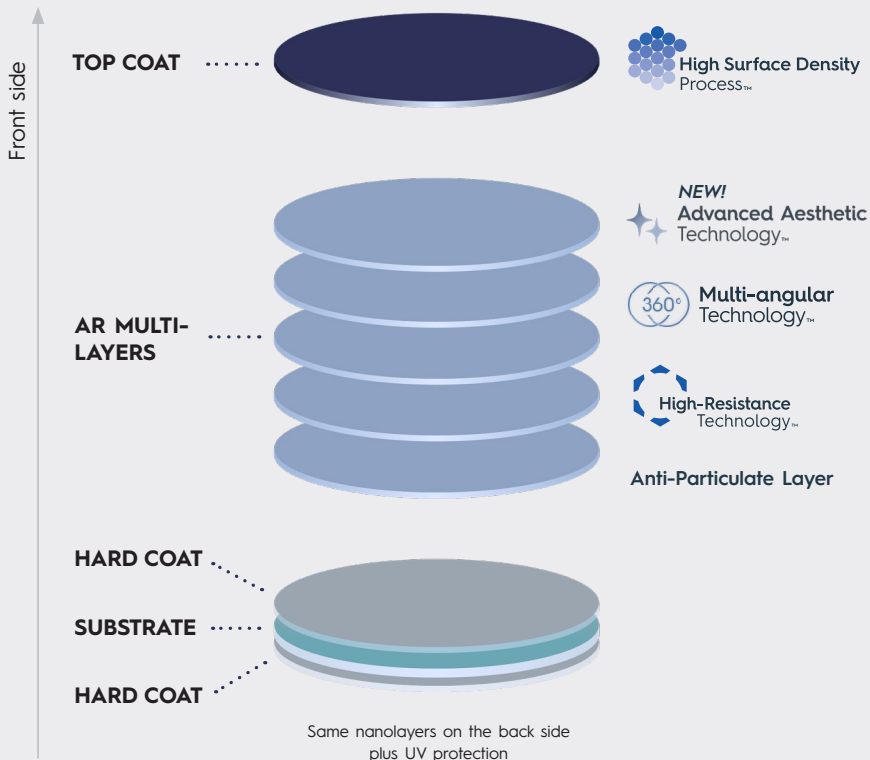 Front side
TOP COAT
High Surface Density
Process™
NEW!
Advanced Aesthetic
Technology™
360°
Multi-angular
Technology™
AR MULTI-
LAYERS
High-Resistance
Technology™
Anti-Particulate Layer
HARD COAT
SUBSTRATE
HARD COAT
Same nanolayers on the back side
plus UV protection